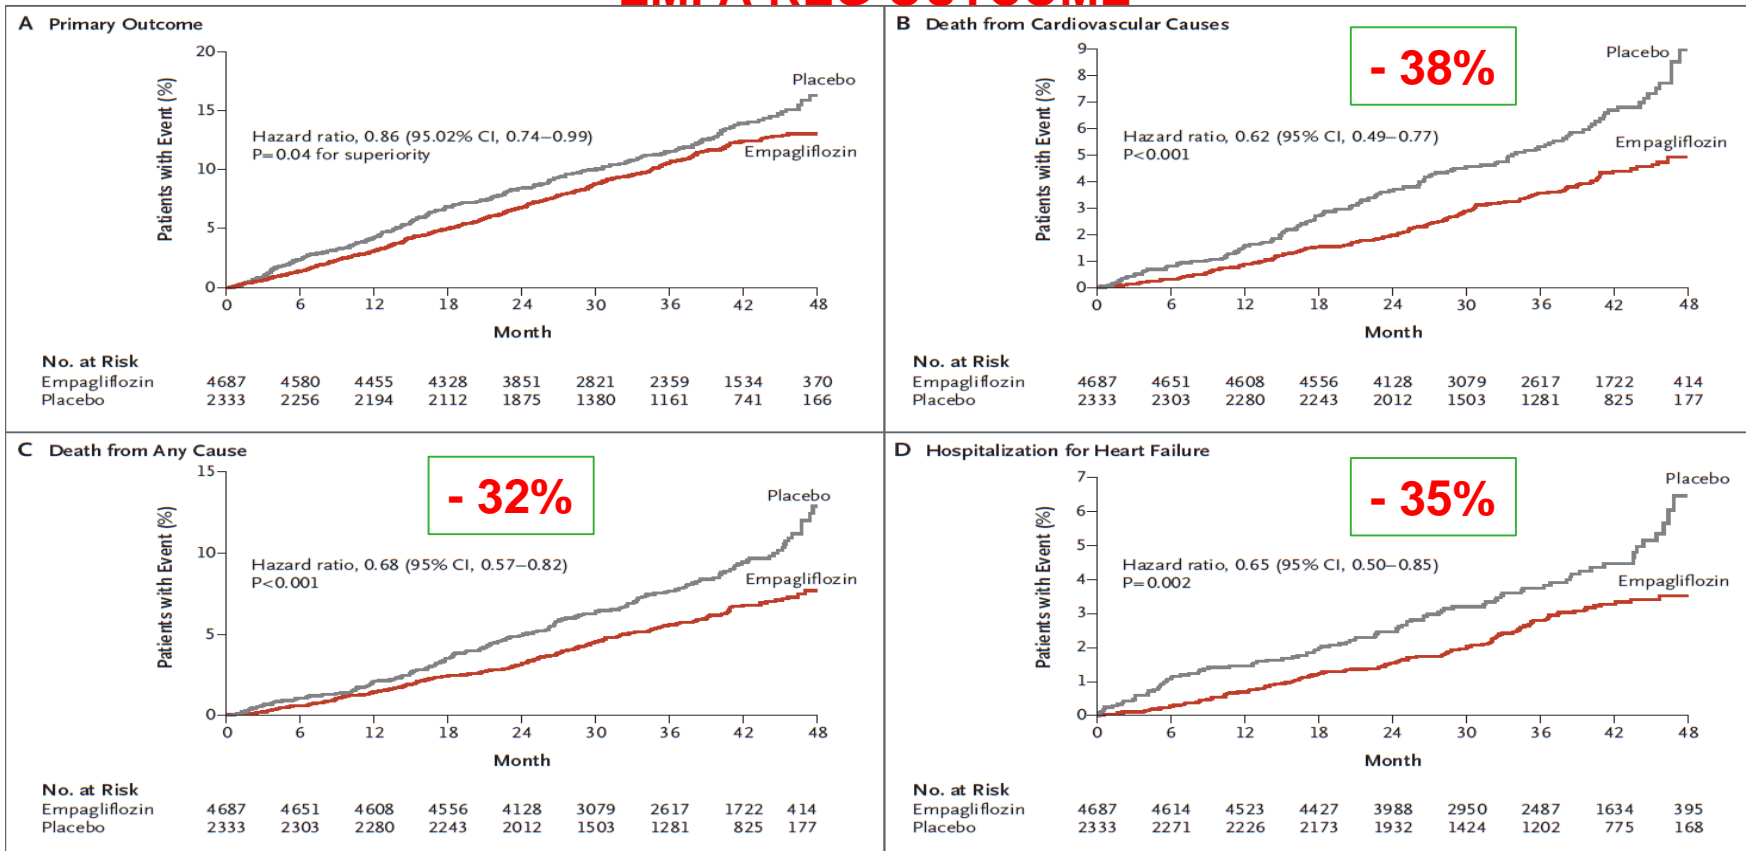 EMPA-REG OUTCOME
A Primary Outcome
20
15
10
5
0
Patients with Event (%)
Placebo
Hazard ratio, 0.86 (95.02% CI, 0.74–0.99)
P=0.04 for superiority
Empagliflozin
0 6 12 18 24 30 36 42 48
Month
No. at Risk
Empagliflozin 4687 4580 4455 4328 3851 2821 2359 1534 370
Placebo 2333 2256 2194 2112 1875 1380 1161 741 166
B Death from Cardiovascular Causes
- 38%
9
8
7
6
5
4
3
2
1
0
Patients with Event (%)
Placebo
Hazard ratio, 0.62 (95% CI, 0.49–0.77)
P<0.001
Empagliflozin
0 6 12 18 24 30 36 42 48
Month
No. at Risk
Empagliflozin 4687 4651 4608 4556 4128 3079 2617 1722 414
Placebo 2333 2303 2280 2243 2012 1503 1281 825 177
C Death from Any Cause
- 32%
15
10
5
0
Patients with Event (%)
Placebo
Hazard ratio, 0.68 (95% CI, 0.57–0.82)
P<0.001
Empagliflozin
0 6 12 18 24 30 36 42 48
Month
No. at Risk
Empagliflozin 4687 4651 4608 4556 4128 3079 2617 1722 414
Placebo 2333 2303 2280 2243 2012 1503 1281 825 177
D Hospitalization for Heart Failure
- 35%
7
6
5
4
3
2
1
0
Patients with Event (%)
Placebo
Hazard ratio, 0.65 (95% CI, 0.50–0.85)
P=0.002
Empagliflozin
0 6 12 18 24 30 36 42 48
Month
No. at Risk
Empagliflozin 4687 4614 4523 4427 3988 2950 2487 1634 395
Placebo 2333 2271 2226 2173 1932 1424 1202 775 168